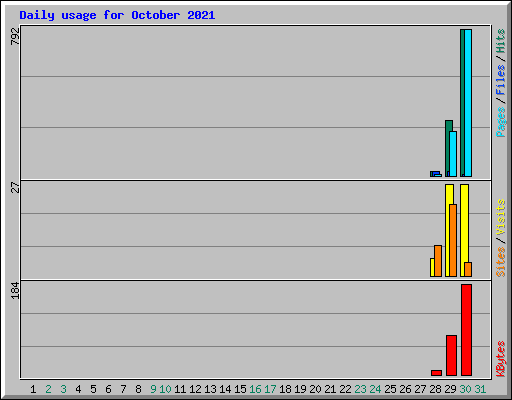 Daily usage for October 2021
792
Pages / Files / Hits
27
Sites / Visits
184
KBytes
1 2 3 4 5 6 7 8 9 10 11 12 13 14 15 16 17 18 19 20 21 22 23 24 25 26 27 28 29 30 31